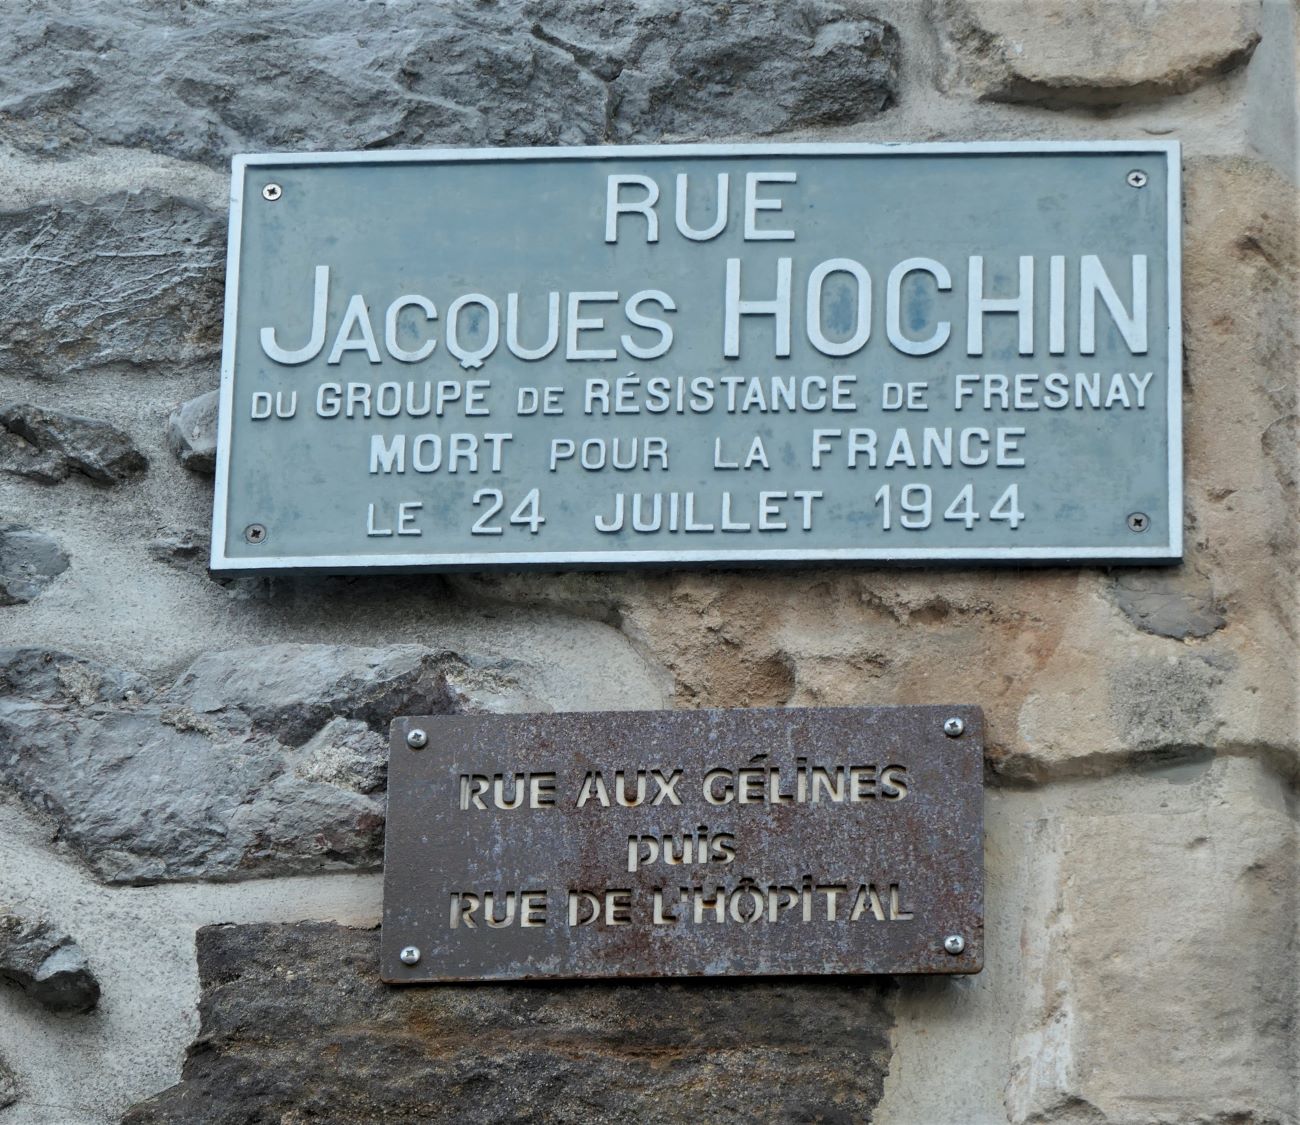 RUE
JACQUES HOCHIN
DU GROUPE DE RÉSISTANCE DE FRESNAY
MORT POUR LA FRANCE
LE 24 JUILLET 1944
RUE AUX GÉLINES
puis
RUE DE L'HÔPITAL